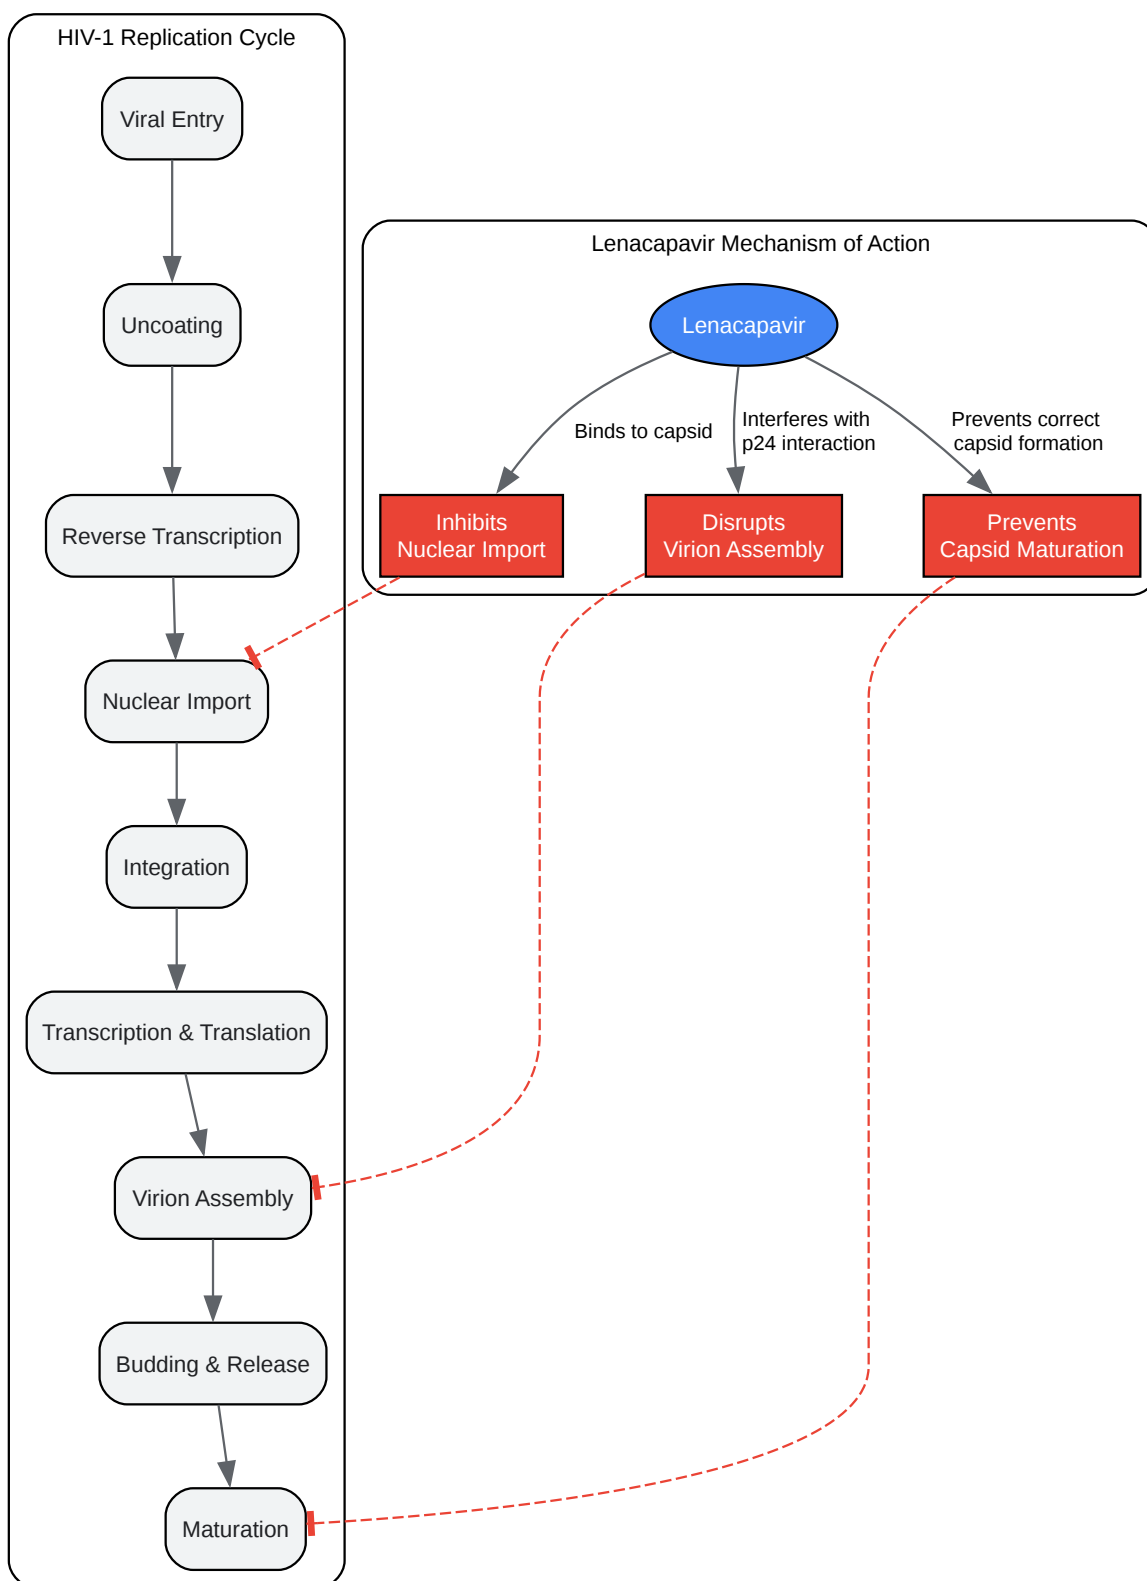 HIV-1 Replication Cycle
Viral Entry
Uncoating
Reverse Transcription
Nuclear Import
Integration
Transcription & Translation
Virion Assembly
Budding & Release
Maturation
Lenacapavir Mechanism of Action
Lenacapavir
Binds to capsid
Interferes with
p24 interaction
Prevents correct
capsid formation
Inhibits
Nuclear Import
Disrupts
Virion Assembly
Prevents
Capsid Maturation